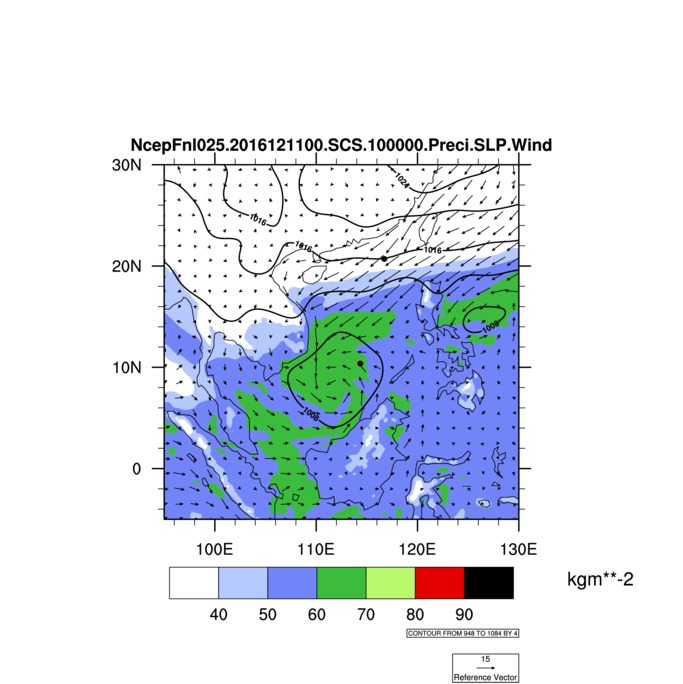 NcepFnl025.2016121100.SCS.100000.Preci.SLP.Wind
30N
20N
10N
0
1024
1016
1016
1016
1008
1008
100E 110E 120E 130E
kgm**-2
40 50 60 70 80 90
CONTOUR FROM 948 TO 1084 BY 4
15
Reference Vector